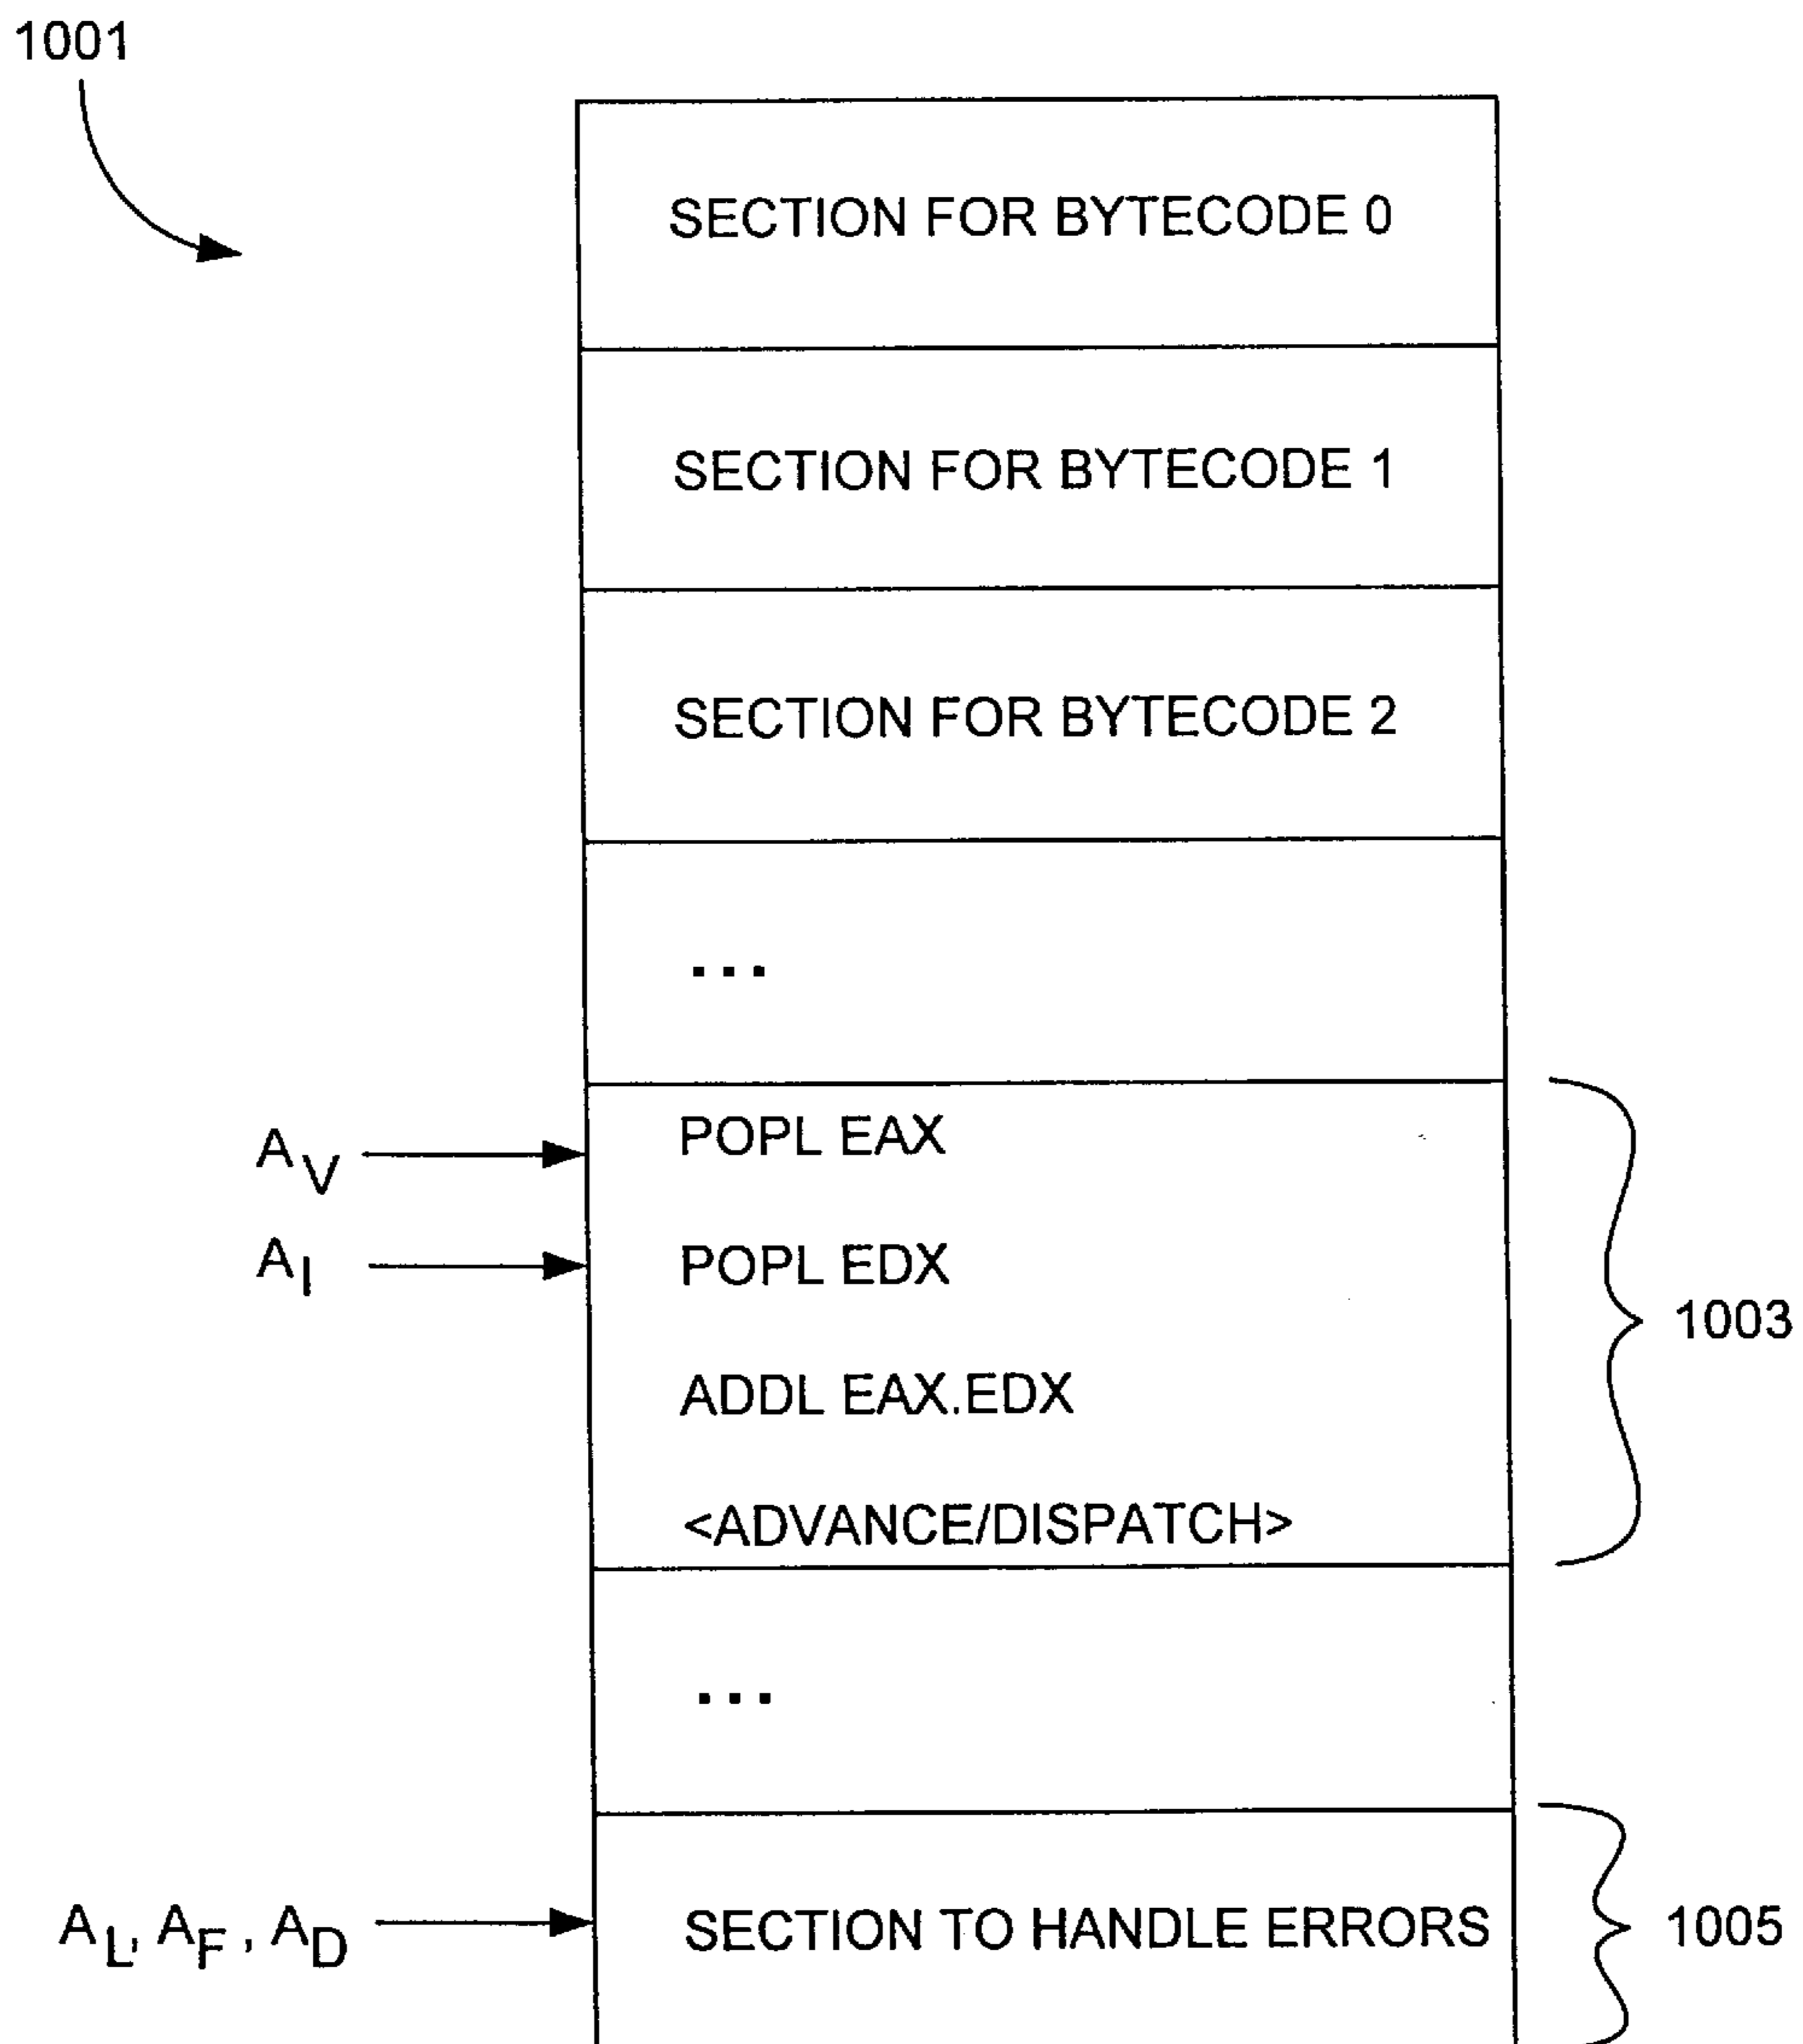 1001
SECTION FOR BYTECODE 0
SECTION FOR BYTECODE 1
SECTION FOR BYTECODE 2
...
AV
POPL EAX
AI
POPL EDX
1003
ADDL EAX.EDX
<ADVANCE/DISPATCH>
...
AL, AF, AD
SECTION TO HANDLE ERRORS
1005